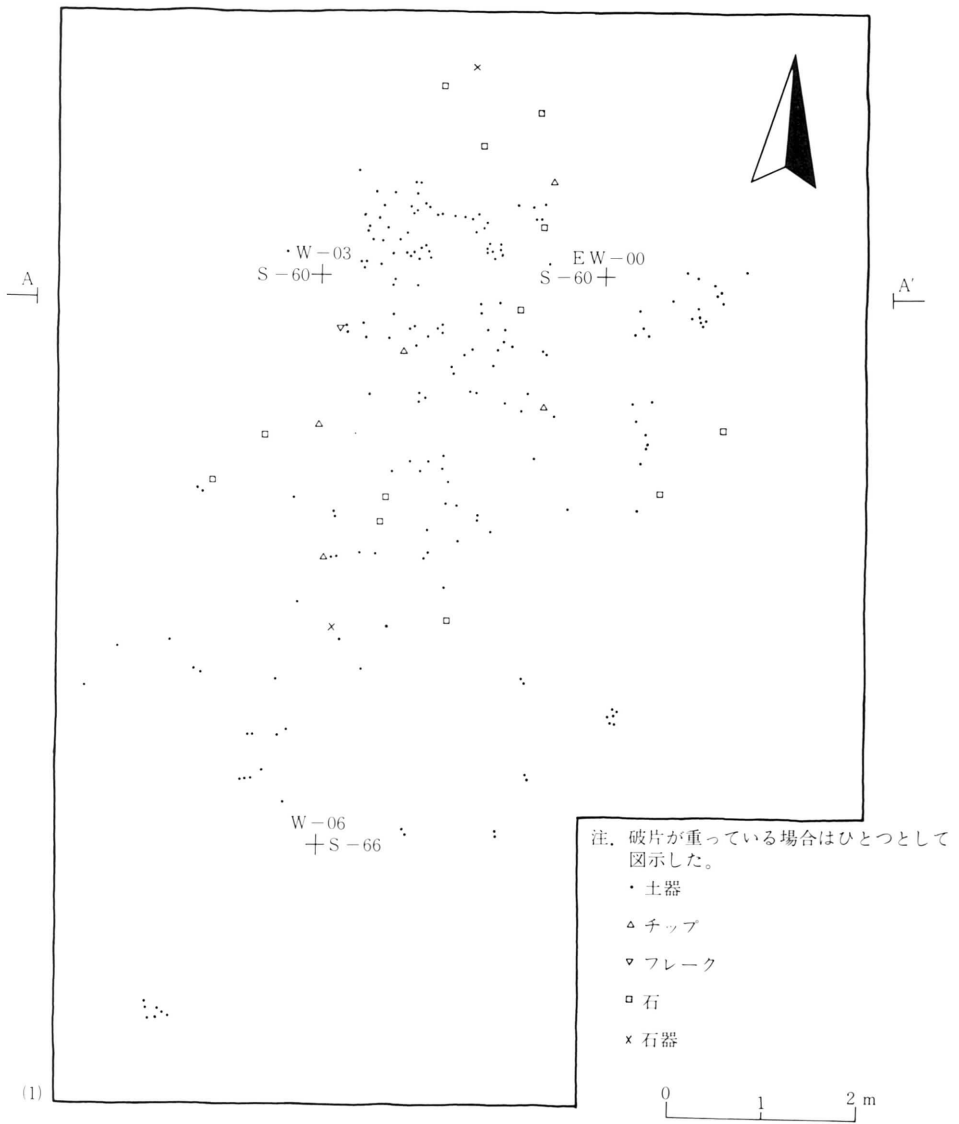 W－03
S－60
EW－00
S－60
A
A'
W－06
S－66
注．破片が重っている場合はひとつとして
図示した。
土器
チップ
フレーク
石
石器
(1)
0 1 2 m